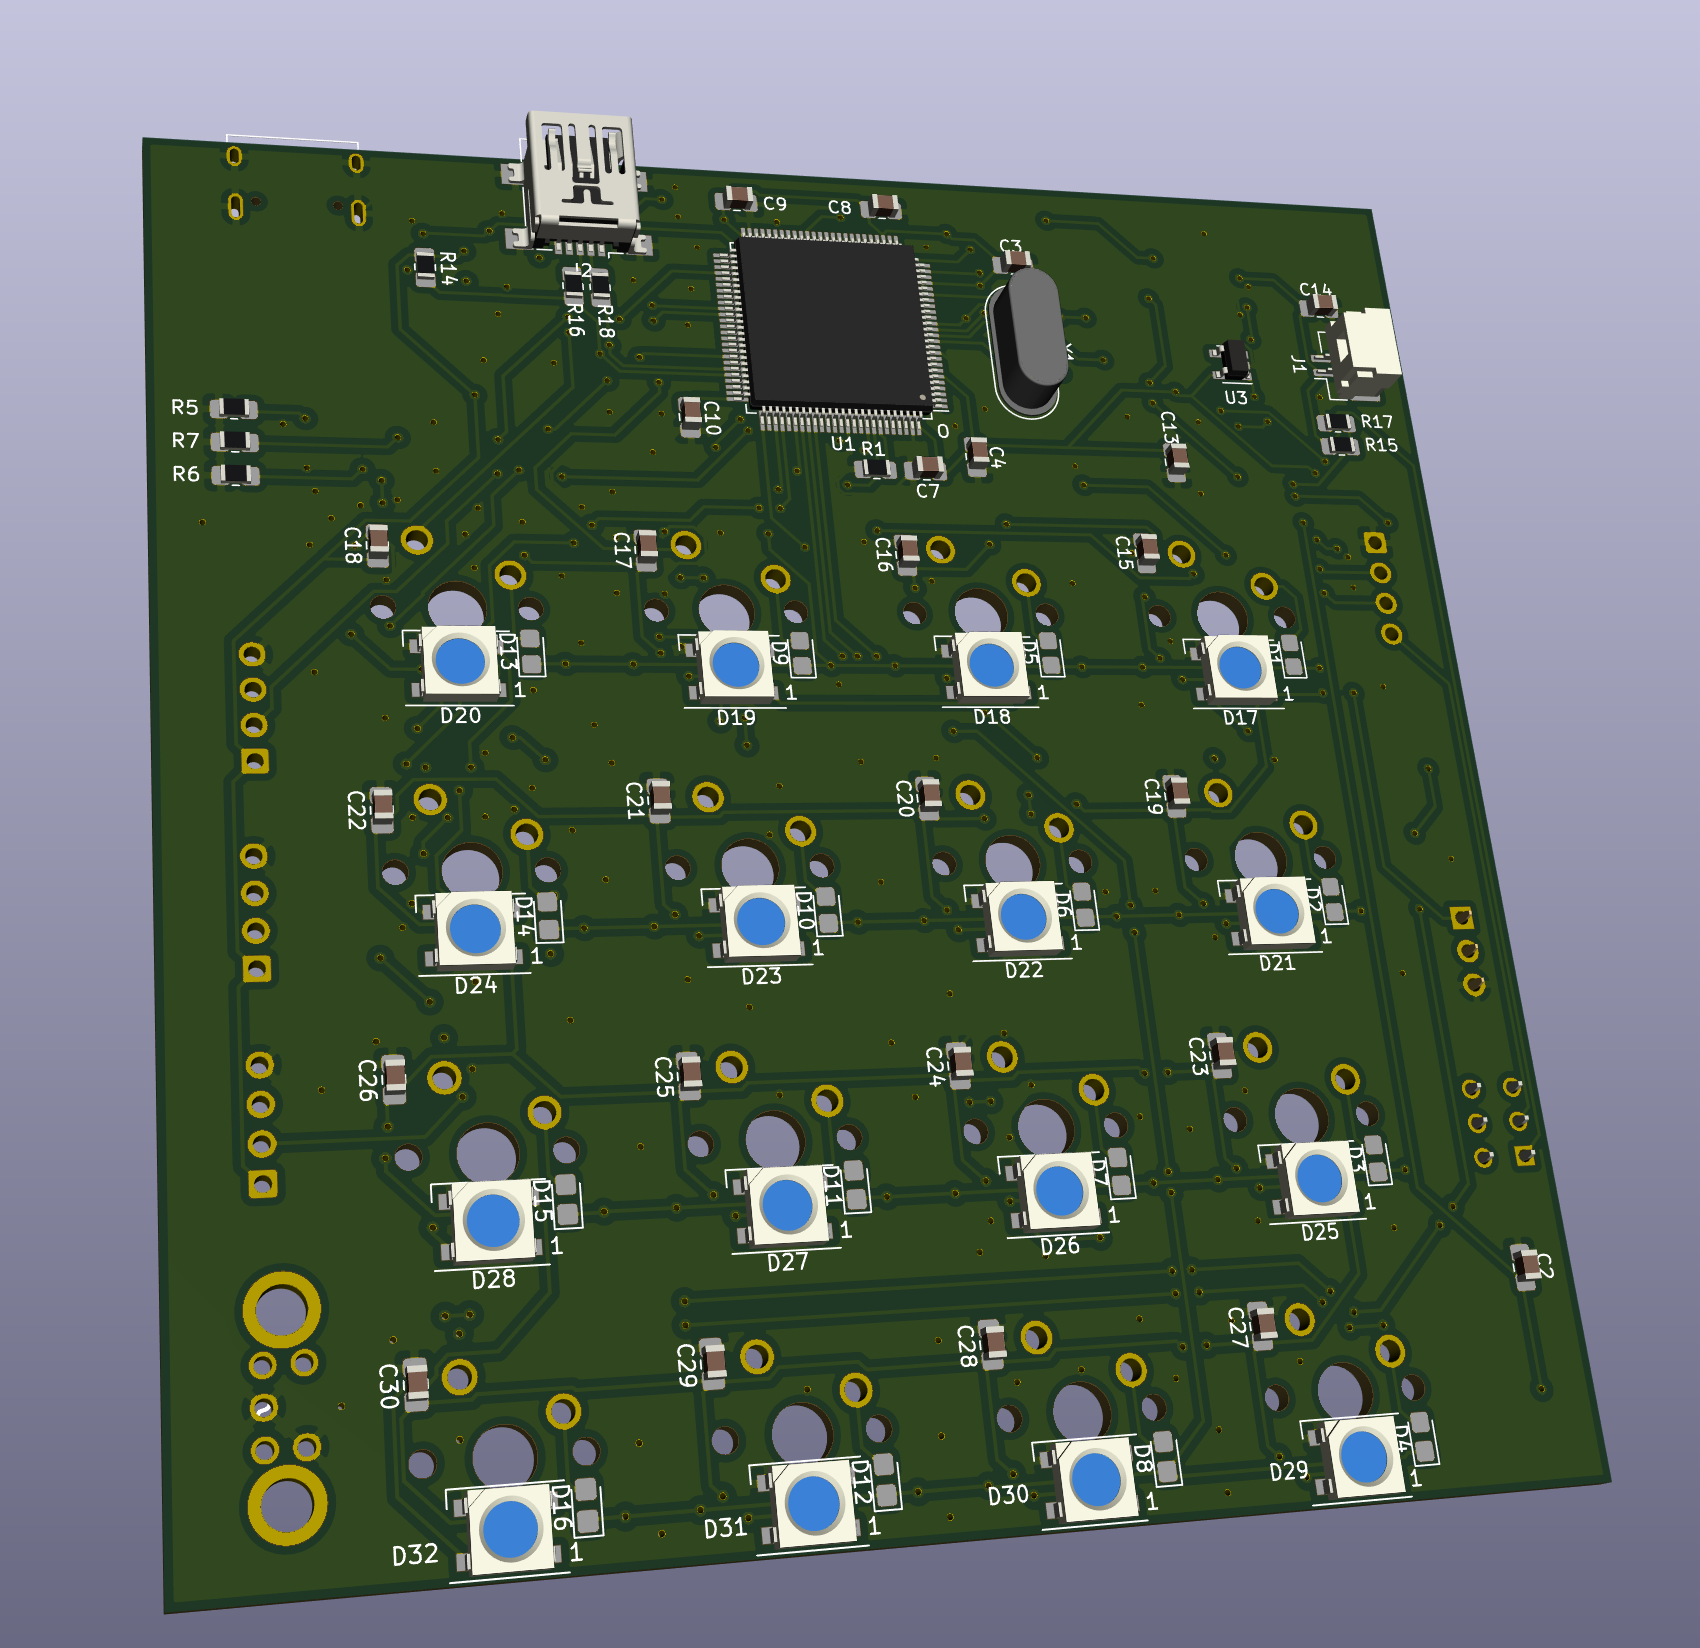 C9
C8
C3
R14
J2
R16
R18
C14
J1
U3
R5
R7
R6
C10
U1
O
R1
C7
C4
C13
R17
R15
C18
C17
C16
C15
D13
1
D20
D9
1
D19
D5
1
D18
D1
1
D17
C22
C21
C20
C19
D14
1
D24
D10
1
D23
D6
1
D22
D2
1
D21
C26
C25
C24
C23
D15
1
D28
D11
1
D27
D7
1
D26
D3
1
D25
C2
C30
C29
C28
C27
D16
1
D32
D12
1
D31
D8
1
D30
D4
1
D29